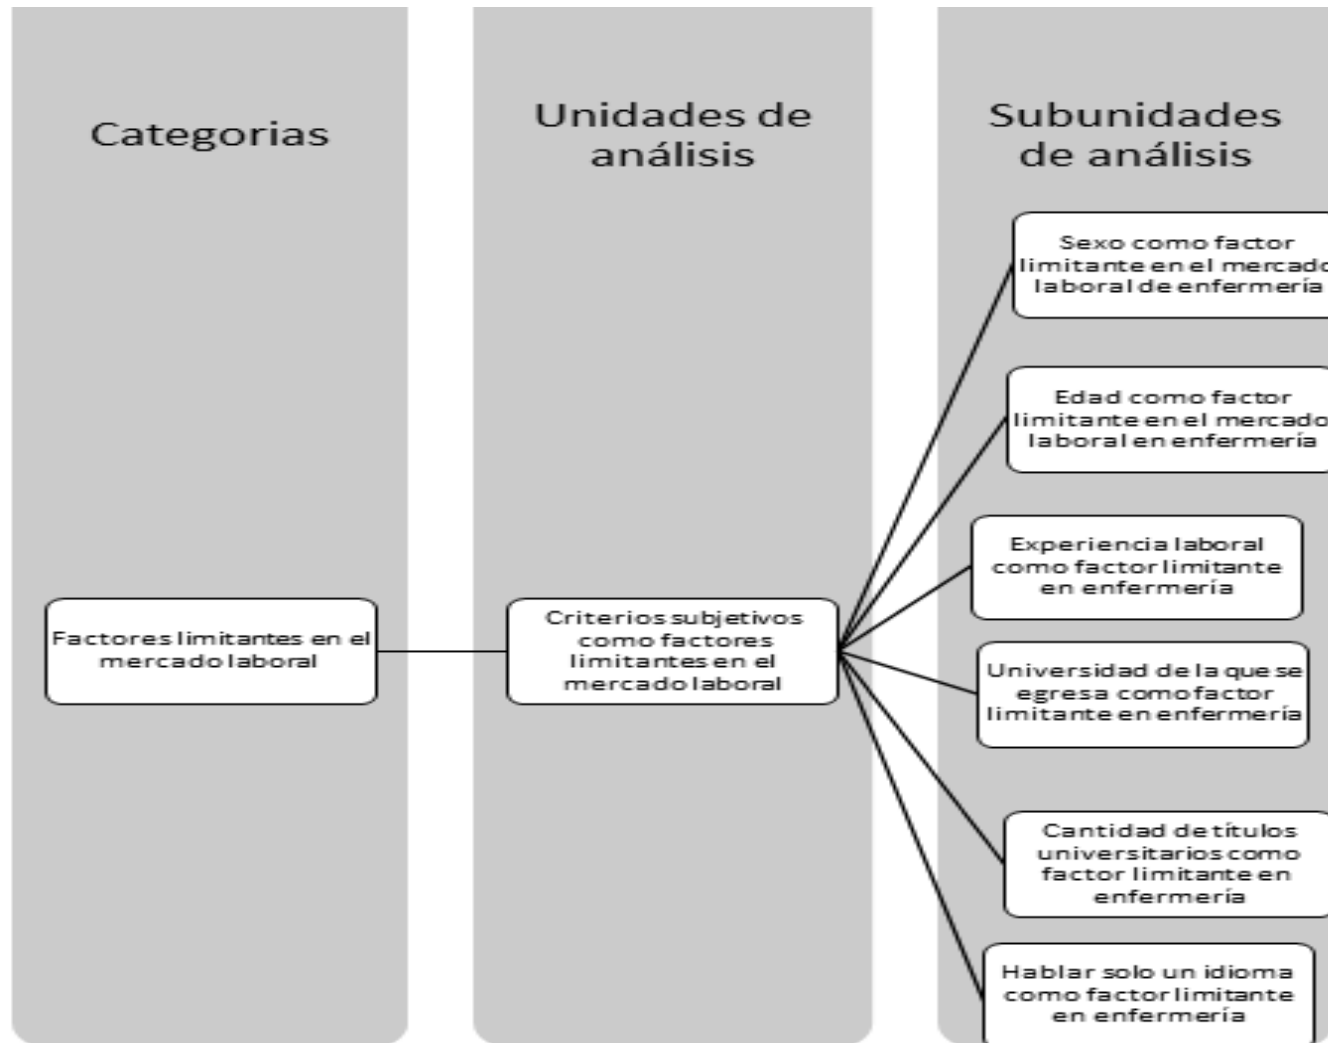 Categorias
Unidades de
análisis
Subunidades
de análisis
Factores limitantes en el
mercado laboral
Criterios subjetivos
como factores
limitantes en el
mercado laboral
Sexo como factor
limitante en el mercado
laboral de enfermería
Edad como factor
limitante en el mercado
laboral en enfermería
Experiencia laboral
como factor limitante
en enfermería
Universidad de la que se
egresa como factor
limitante en enfermería
Cantidad de títulos
universitarios como
factor limitante en
enfermería
Hablar solo un idioma
como factor limitante
en enfermería